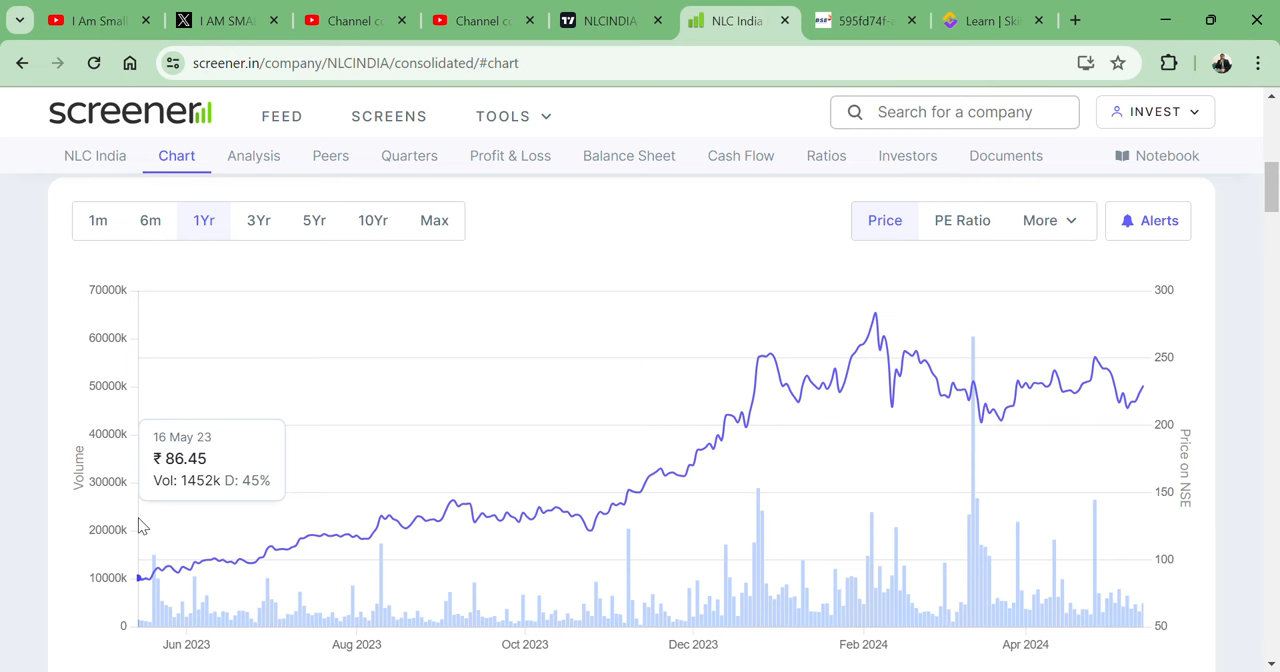 I Am Small
I AM SMA
Channel c
Channel c
NLCINDIA
NLC India
BSE 595fd74f-
Learn | Ski
screener.in/company/NLCINDIA/consolidated/#chart
screener FEED SCREENS TOOLS Search for a company INVEST
NLC India Chart Analysis Peers Quarters Profit & Loss Balance Sheet Cash Flow Ratios Investors Documents Notebook
1m 6m 1Yr 3Yr 5Yr 10Yr Max Price PE Ratio More Alerts
70000k 300
60000k
250
50000k
40000k 200
16 May 23
₹ 86.45
Vol: 1452k D: 45%
Volume
Price on NSE
30000k 150
20000k
100
10000k
0 50
Jun 2023 Aug 2023 Oct 2023 Dec 2023 Feb 2024 Apr 2024